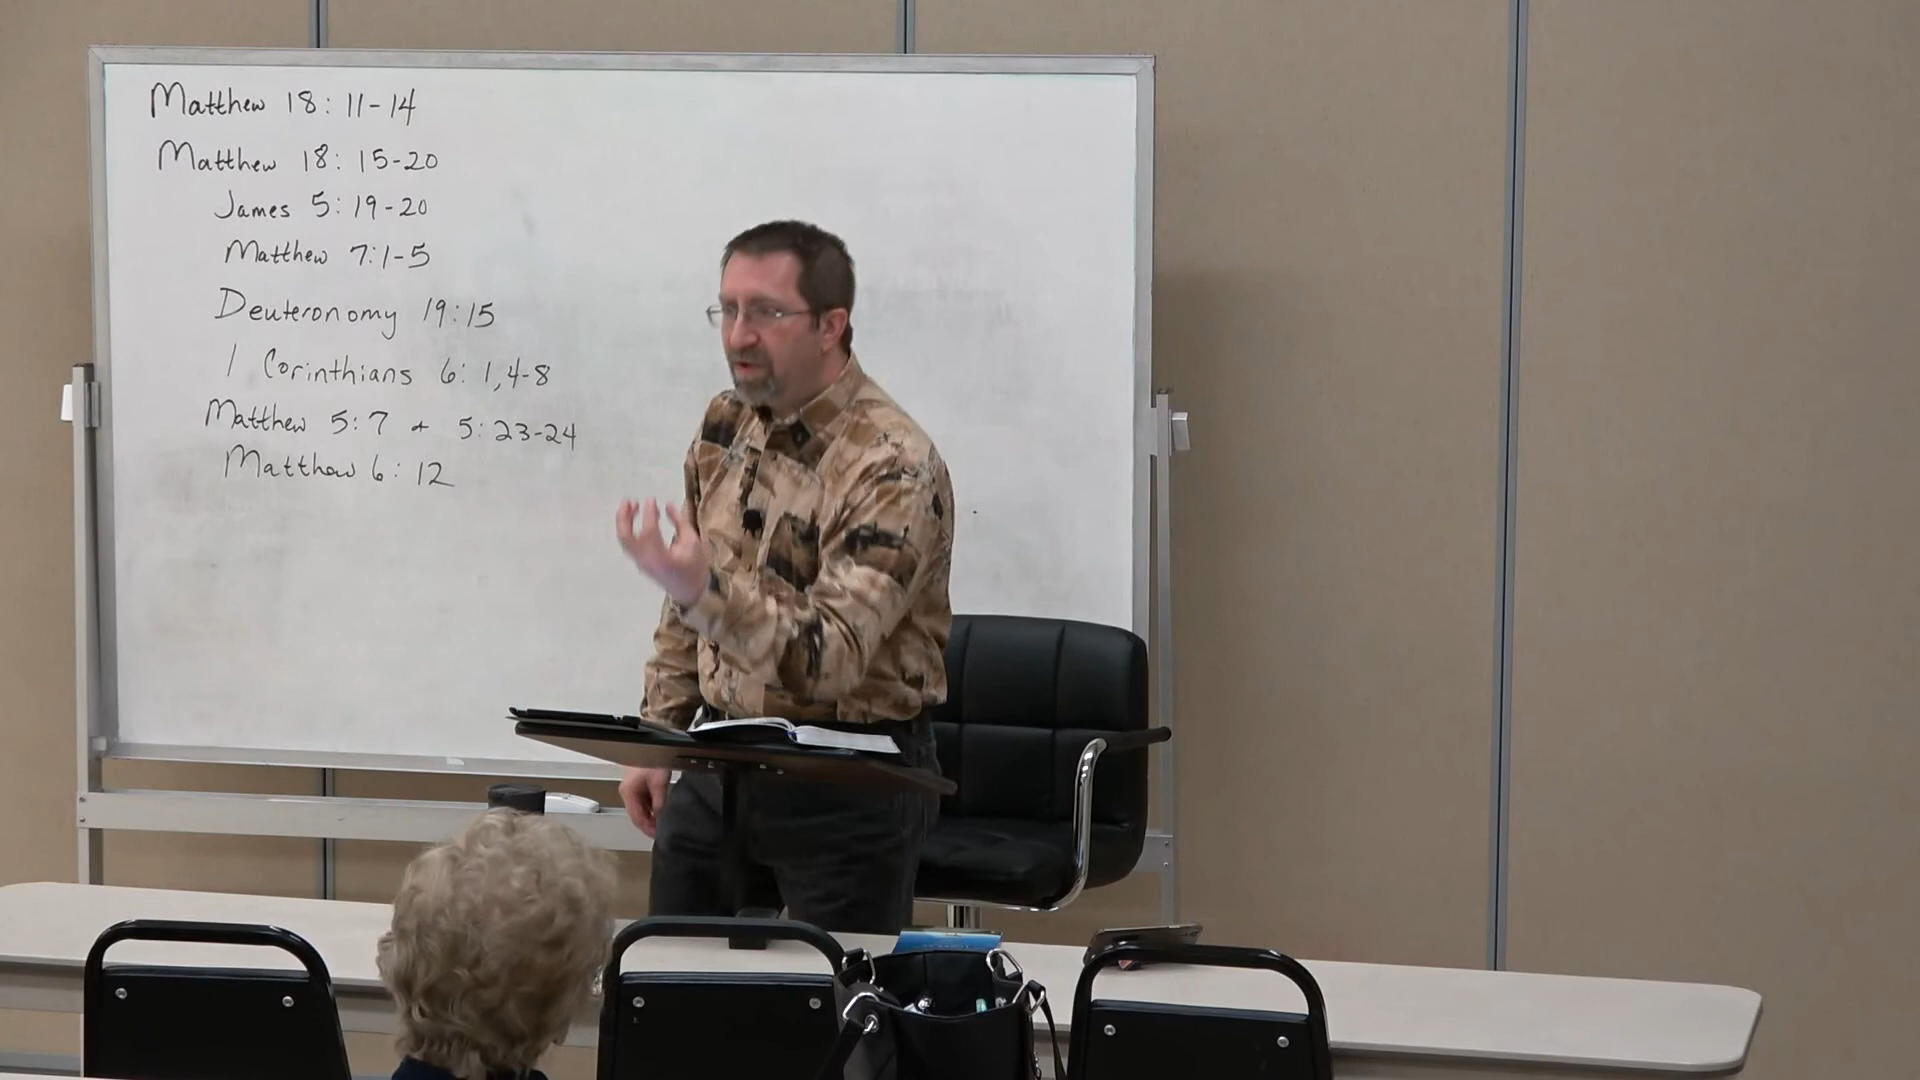 Matthew 18: 11-14
Matthew 18: 15-20
James 5: 19-20
Matthew 7:1-5
Deuteronomy 19:15
1 Corinthians 6: 1,4-8
Matthew 5:7 + 5: 23-24
Matthew 6: 12